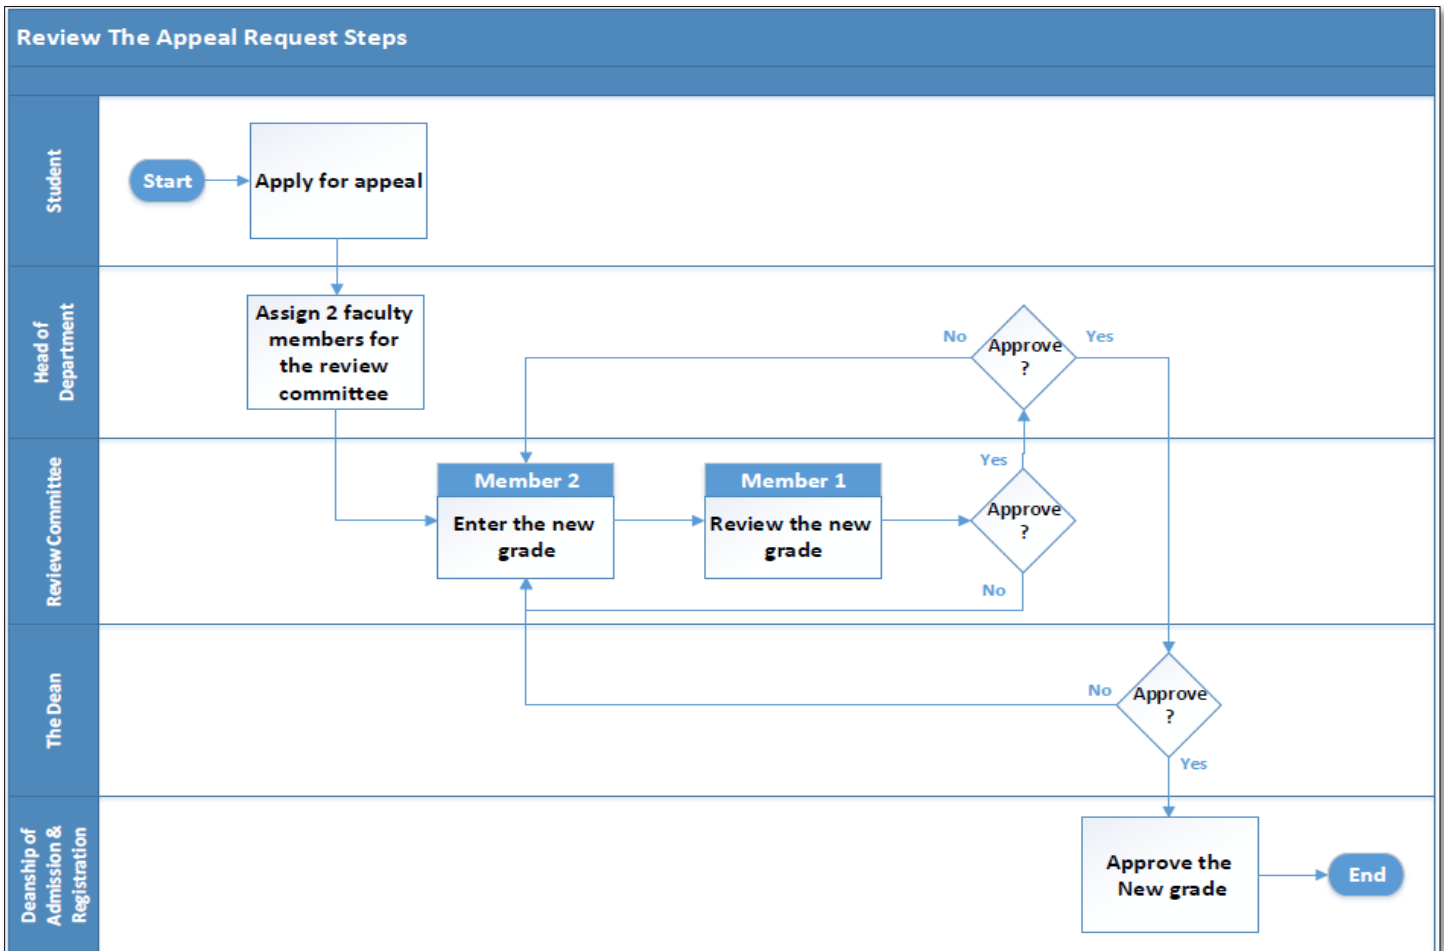 Review The Appeal Request Steps
Student
Start
Apply for appeal
Head of
Department
Assign 2 faculty
members for
the review
committee
No
Approve
?
Yes
Review Committee
Member 2
Enter the new
grade
Member 1
Review the new
grade
Yes
Approve
?
No
The Dean
No
Approve
?
Yes
Deanship of
Admission &
Registration
Approve the
New grade
End